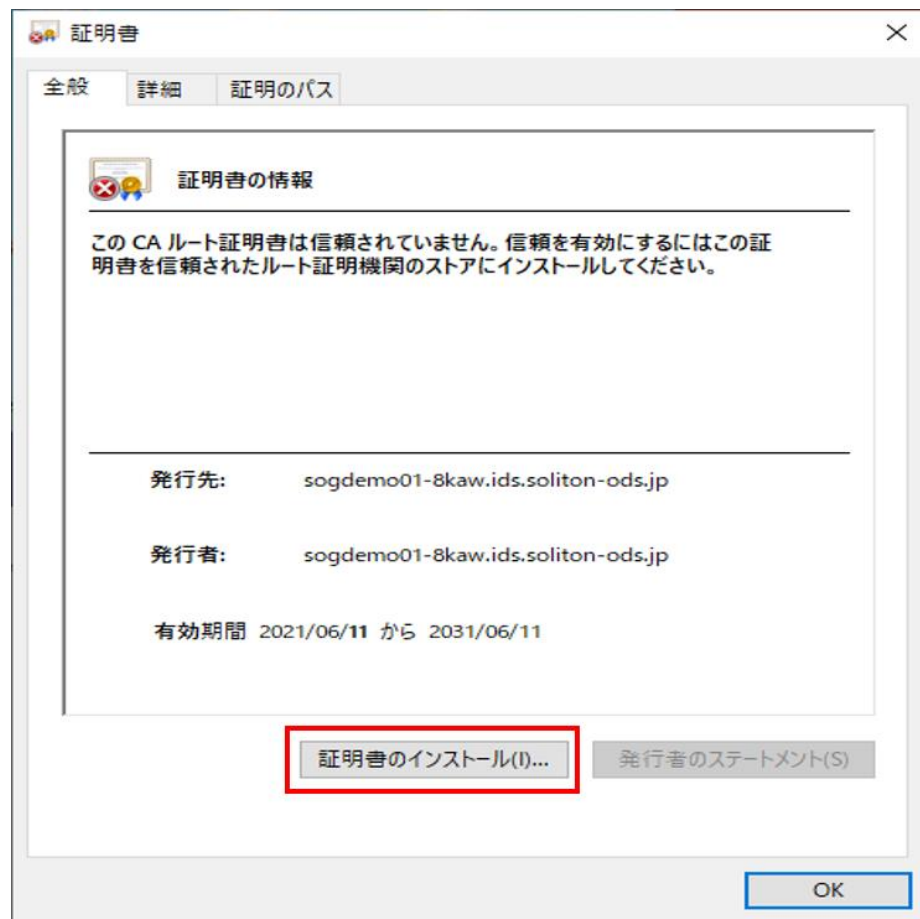 証明書
全般 詳細 証明のパス
証明書の情報
この CA ルート証明書は信頼されていません。信頼を有効にするにはこの証
明書を信頼されたルート証明機関のストアにインストールしてください。
発行先: sogdemo01-8kaw.ids.soliton-ods.jp
発行者: sogdemo01-8kaw.ids.soliton-ods.jp
有効期間 2021/06/11 から 2031/06/11
証明書のインストール(I)... 発行者のステートメント(S)
OK